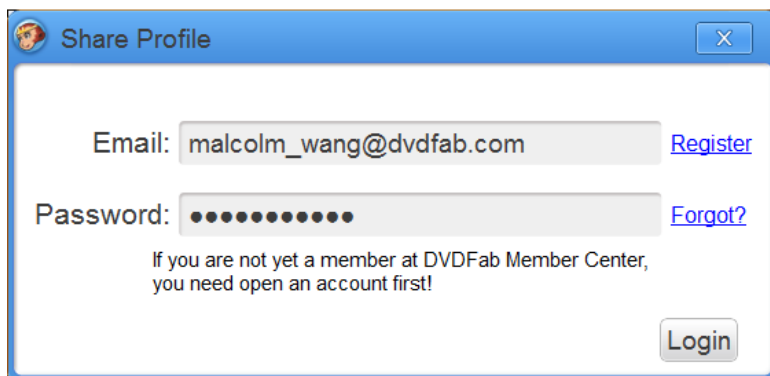 Share Profile X
Email: malcolm_wang@dvdfab.com Register
Password: ●●●●●●●●●●● Forgot?
If you are not yet a member at DVDFab Member Center,
you need open an account first!
Login